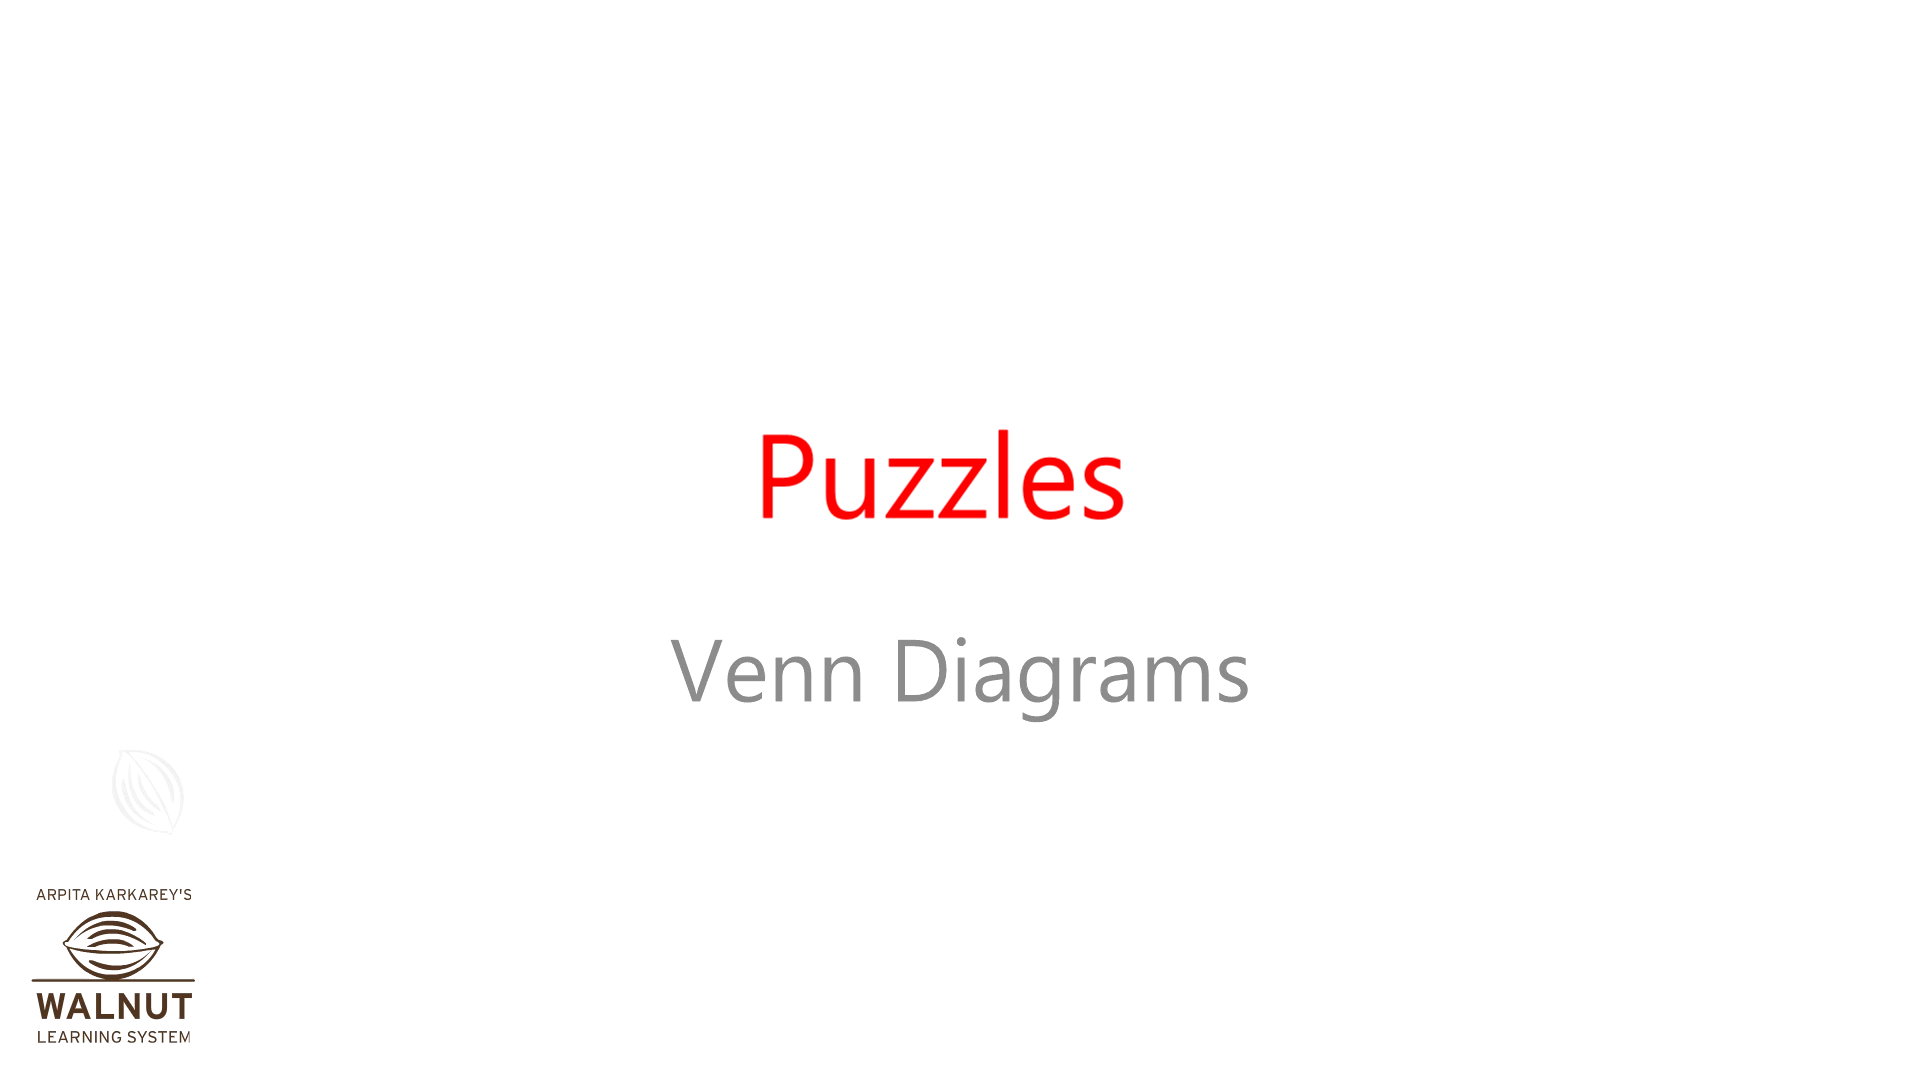 Puzzles
Venn Diagrams
ARPITA KARKAREY'S
WALNUT
LEARNING SYSTEM